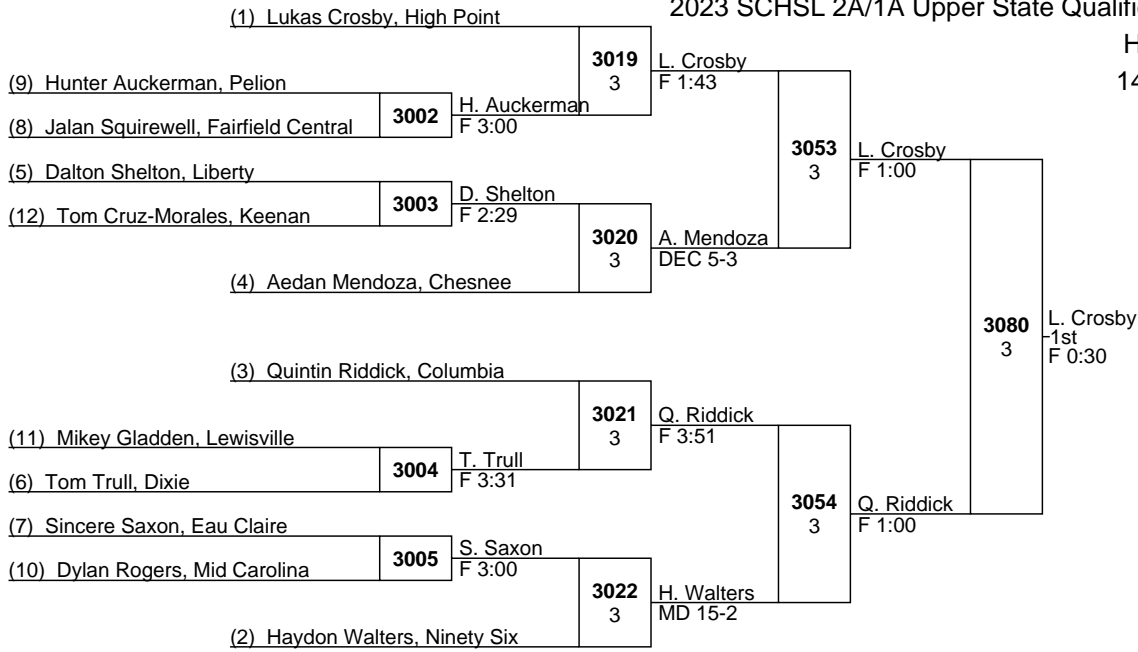 2023 SCHSL 2A/1A Upper State Qualifi
H
14
(1) Lukas Crosby, High Point
3019
3
L. Crosby
F 1:43
(9) Hunter Auckerman, Pelion
3002
H. Auckerman
F 3:00
(8) Jalan Squirewell, Fairfield Central
3053
3
L. Crosby
F 1:00
(5) Dalton Shelton, Liberty
3003
D. Shelton
F 2:29
(12) Tom Cruz-Morales, Keenan
3020
3
A. Mendoza
DEC 5-3
(4) Aedan Mendoza, Chesnee
3080
3
L. Crosby
1st
F 0:30
(3) Quintin Riddick, Columbia
3021
3
Q. Riddick
F 3:51
(11) Mikey Gladden, Lewisville
3004
T. Trull
F 3:31
(6) Tom Trull, Dixie
3054
3
Q. Riddick
F 1:00
(7) Sincere Saxon, Eau Claire
3005
S. Saxon
F 3:00
(10) Dylan Rogers, Mid Carolina
3022
3
H. Walters
MD 15-2
(2) Haydon Walters, Ninety Six